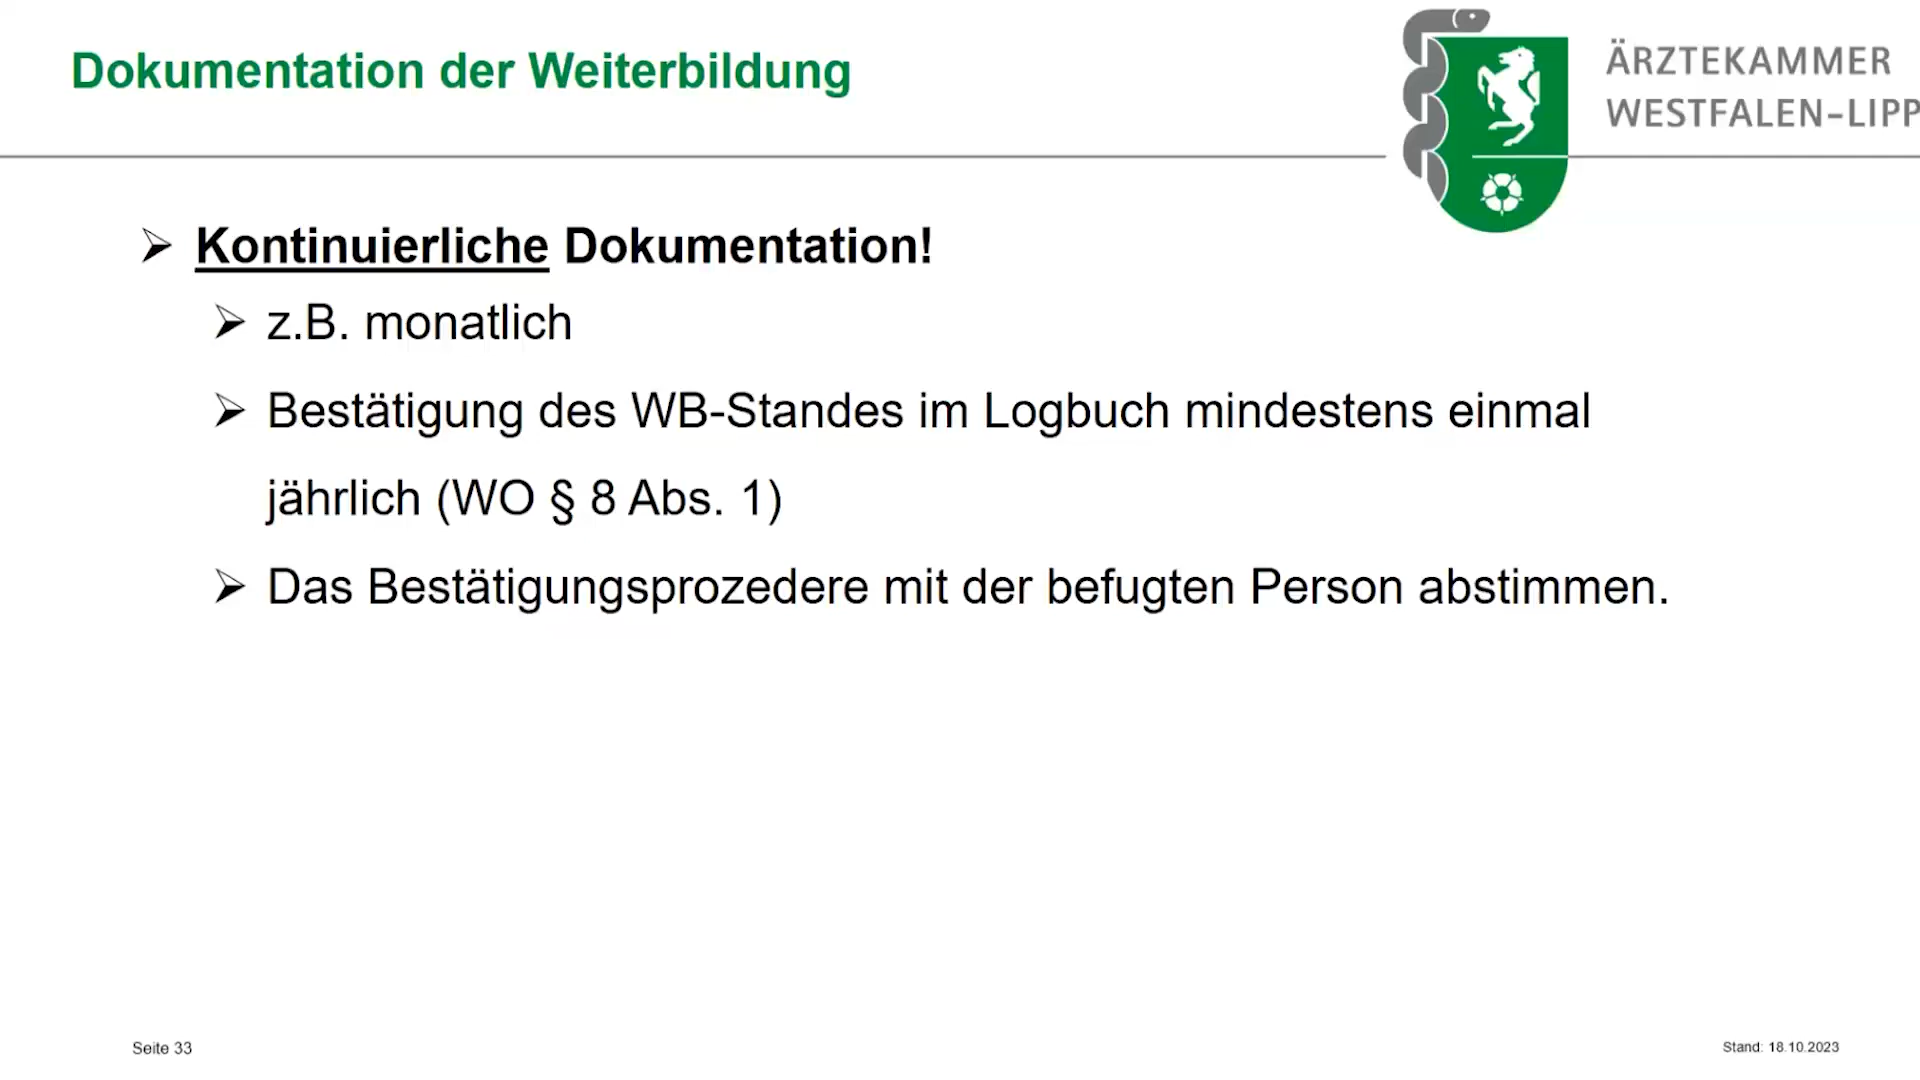 Dokumentation der Weiterbildung
ÄRZTEKAMMER
WESTFALEN-LIPP
Kontinuierliche Dokumentation!
z.B. monatlich
Bestätigung des WB-Standes im Logbuch mindestens einmal
jährlich (WO § 8 Abs. 1)
Das Bestätigungsprozedere mit der befugten Person abstimmen.
Seite 33
Stand: 18.10.2023